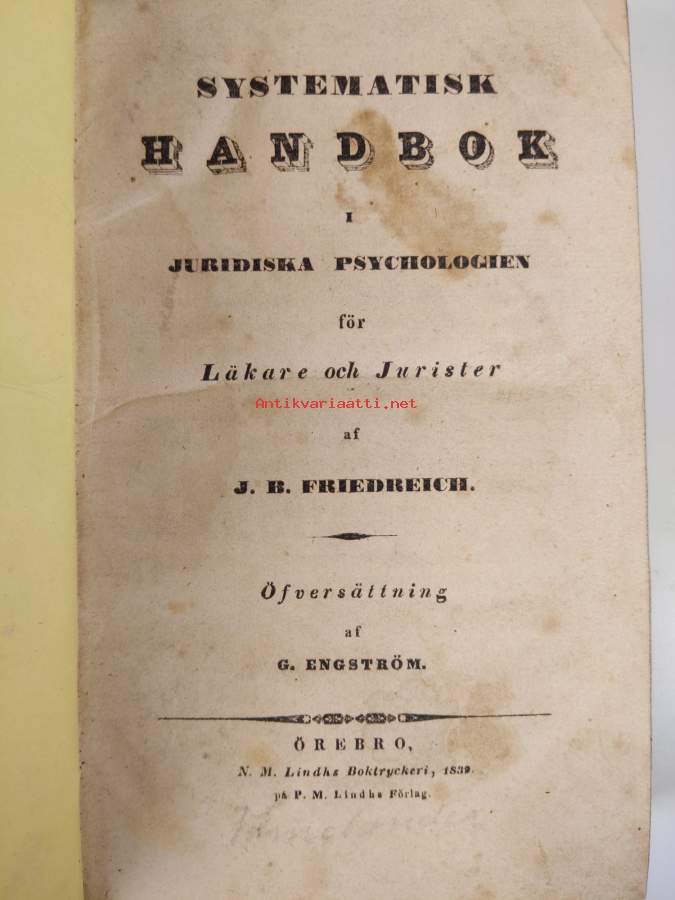 SYSTEMATISK
HANDBOK
I
JURIDISKA PSYCHOLOGIEN
för
Läkare och Jurister
Antikvariaatti.net
af
J. B. FRIEDREICH.
Öfversättning
af
G. ENGSTRÖM.
ÖREBRO,
N. M. Lindhs Boktryckeri, 1839.
på P. M. Lindhs Förlag.